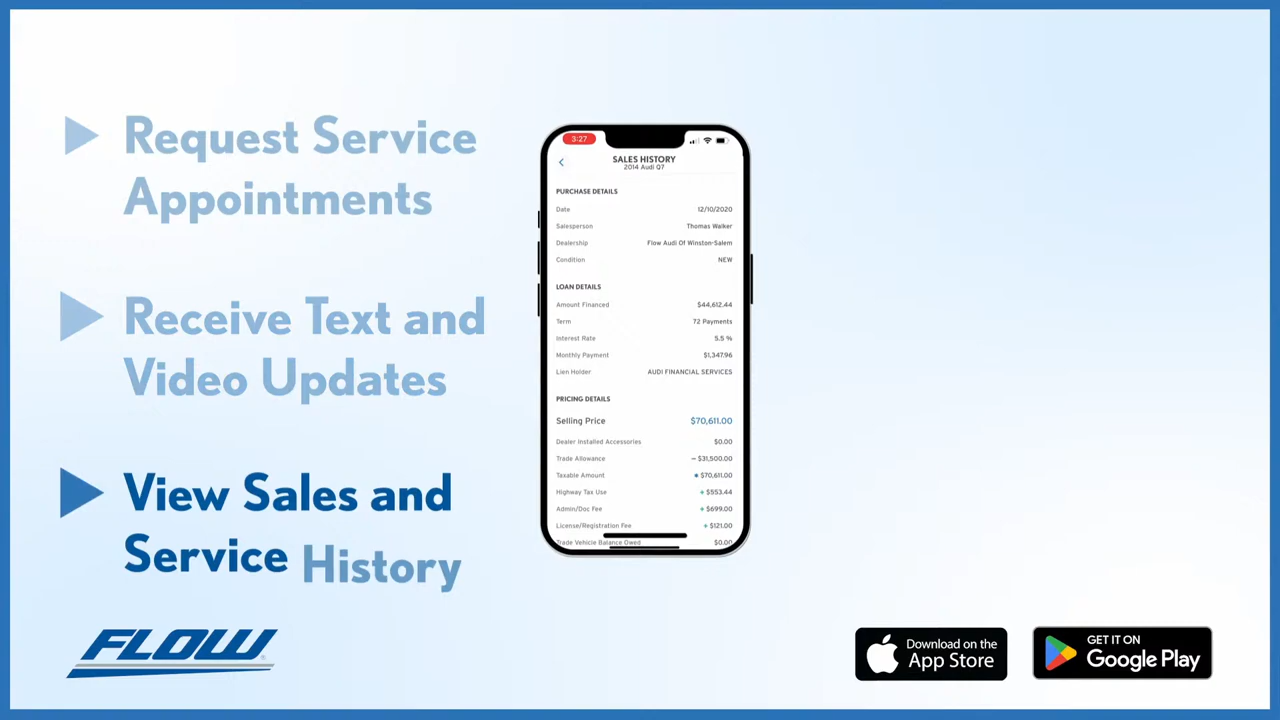 Request Service
Appointments
Receive Text and
Video Updates
View Sales and
Service History
FLOW
3:27
SALES HISTORY
2014 Audi Q7
PURCHASE DETAILS
Date 12/10/2020
Salesperson Thomas Walker
Dealership Flow Audi Of Winston-Salem
Condition NEW
LOAN DETAILS
Amount Financed $44,612.44
Term 72 Payments
Interest Rate 5.5 %
Monthly Payment $1,347.96
Lien Holder AUDI FINANCIAL SERVICES
PRICING DETAILS
Selling Price $70,611.00
Dealer Installed Accessories $0.00
Trade Allowance - $31,500.00
Taxable Amount * $70,611.00
Highway Tax Use + $553.44
Admin/Doc Fee + $699.00
License/Registration Fee + $121.00
Trade Vehicle Balance Owed $0.00
Download on the
App Store
GET IT ON
Google Play